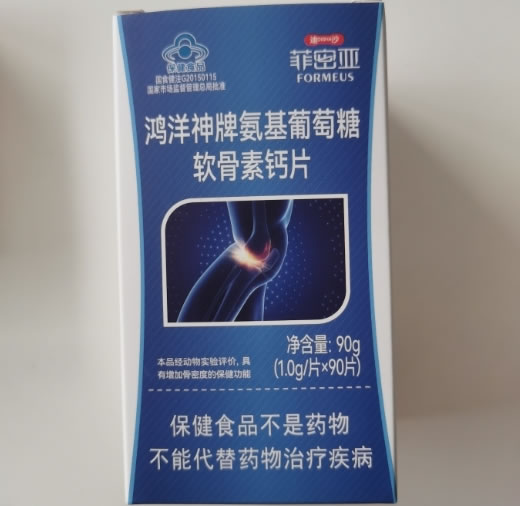 保健食品
国食健注G20150115
国家市场监督管理总局批准
迪沙
菲密亚
FORMEUS
鸿洋神牌氨基葡萄糖
软骨素钙片
净含量: 90g
(1.0g/片×90片)
本品经动物实验评价, 具
有增加骨密度的保健功能
保健食品不是药物
不能代替药物治疗疾病